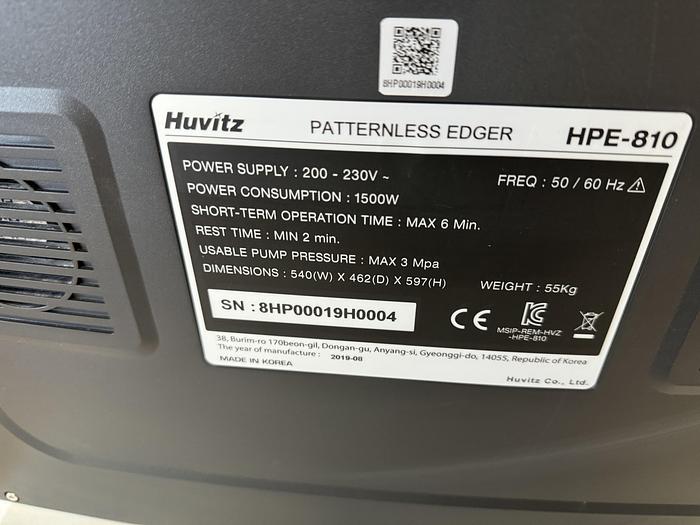 8HP00019H0004
Huvitz PATTERNLESS EDGER HPE-810
POWER SUPPLY : 200 - 230V ~ FREQ : 50 / 60 Hz
POWER CONSUMPTION : 1500W
SHORT-TERM OPERATION TIME : MAX 6 Min.
REST TIME : MIN 2 min.
USABLE PUMP PRESSURE : MAX 3 Mpa
DIMENSIONS : 540(W) X 462(D) X 597(H) WEIGHT : 55Kg
SN : 8HP00019H0004
CE
MSIP-REM-HVZ
-HPE-810
38, Burim-ro 170beon-gil, Dongan-gu, Anyang-si, Gyeonggi-do, 14055, Republic of Korea
The year of manufacture : 2019-08
MADE IN KOREA
Huvitz Co., Ltd.